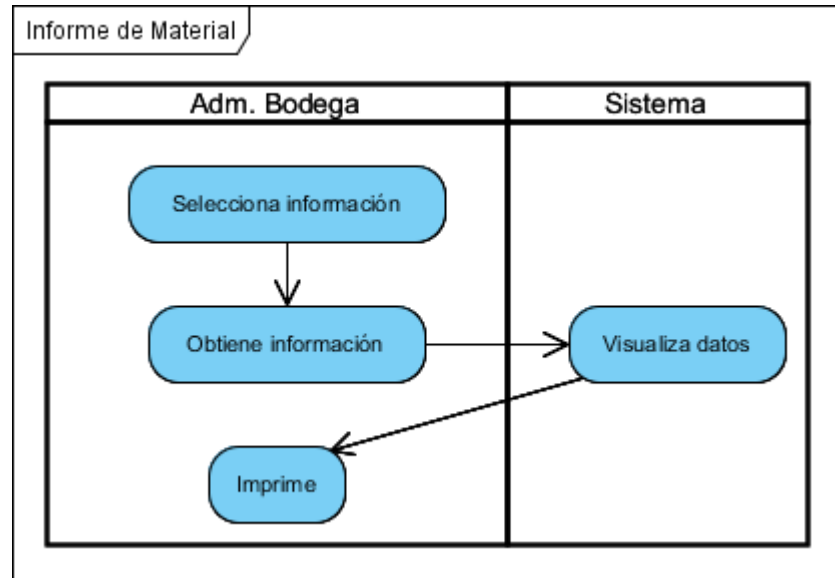 Informe de Material
Adm. Bodega
Sistema
Selecciona información
Obtiene información
Visualiza datos
Imprime